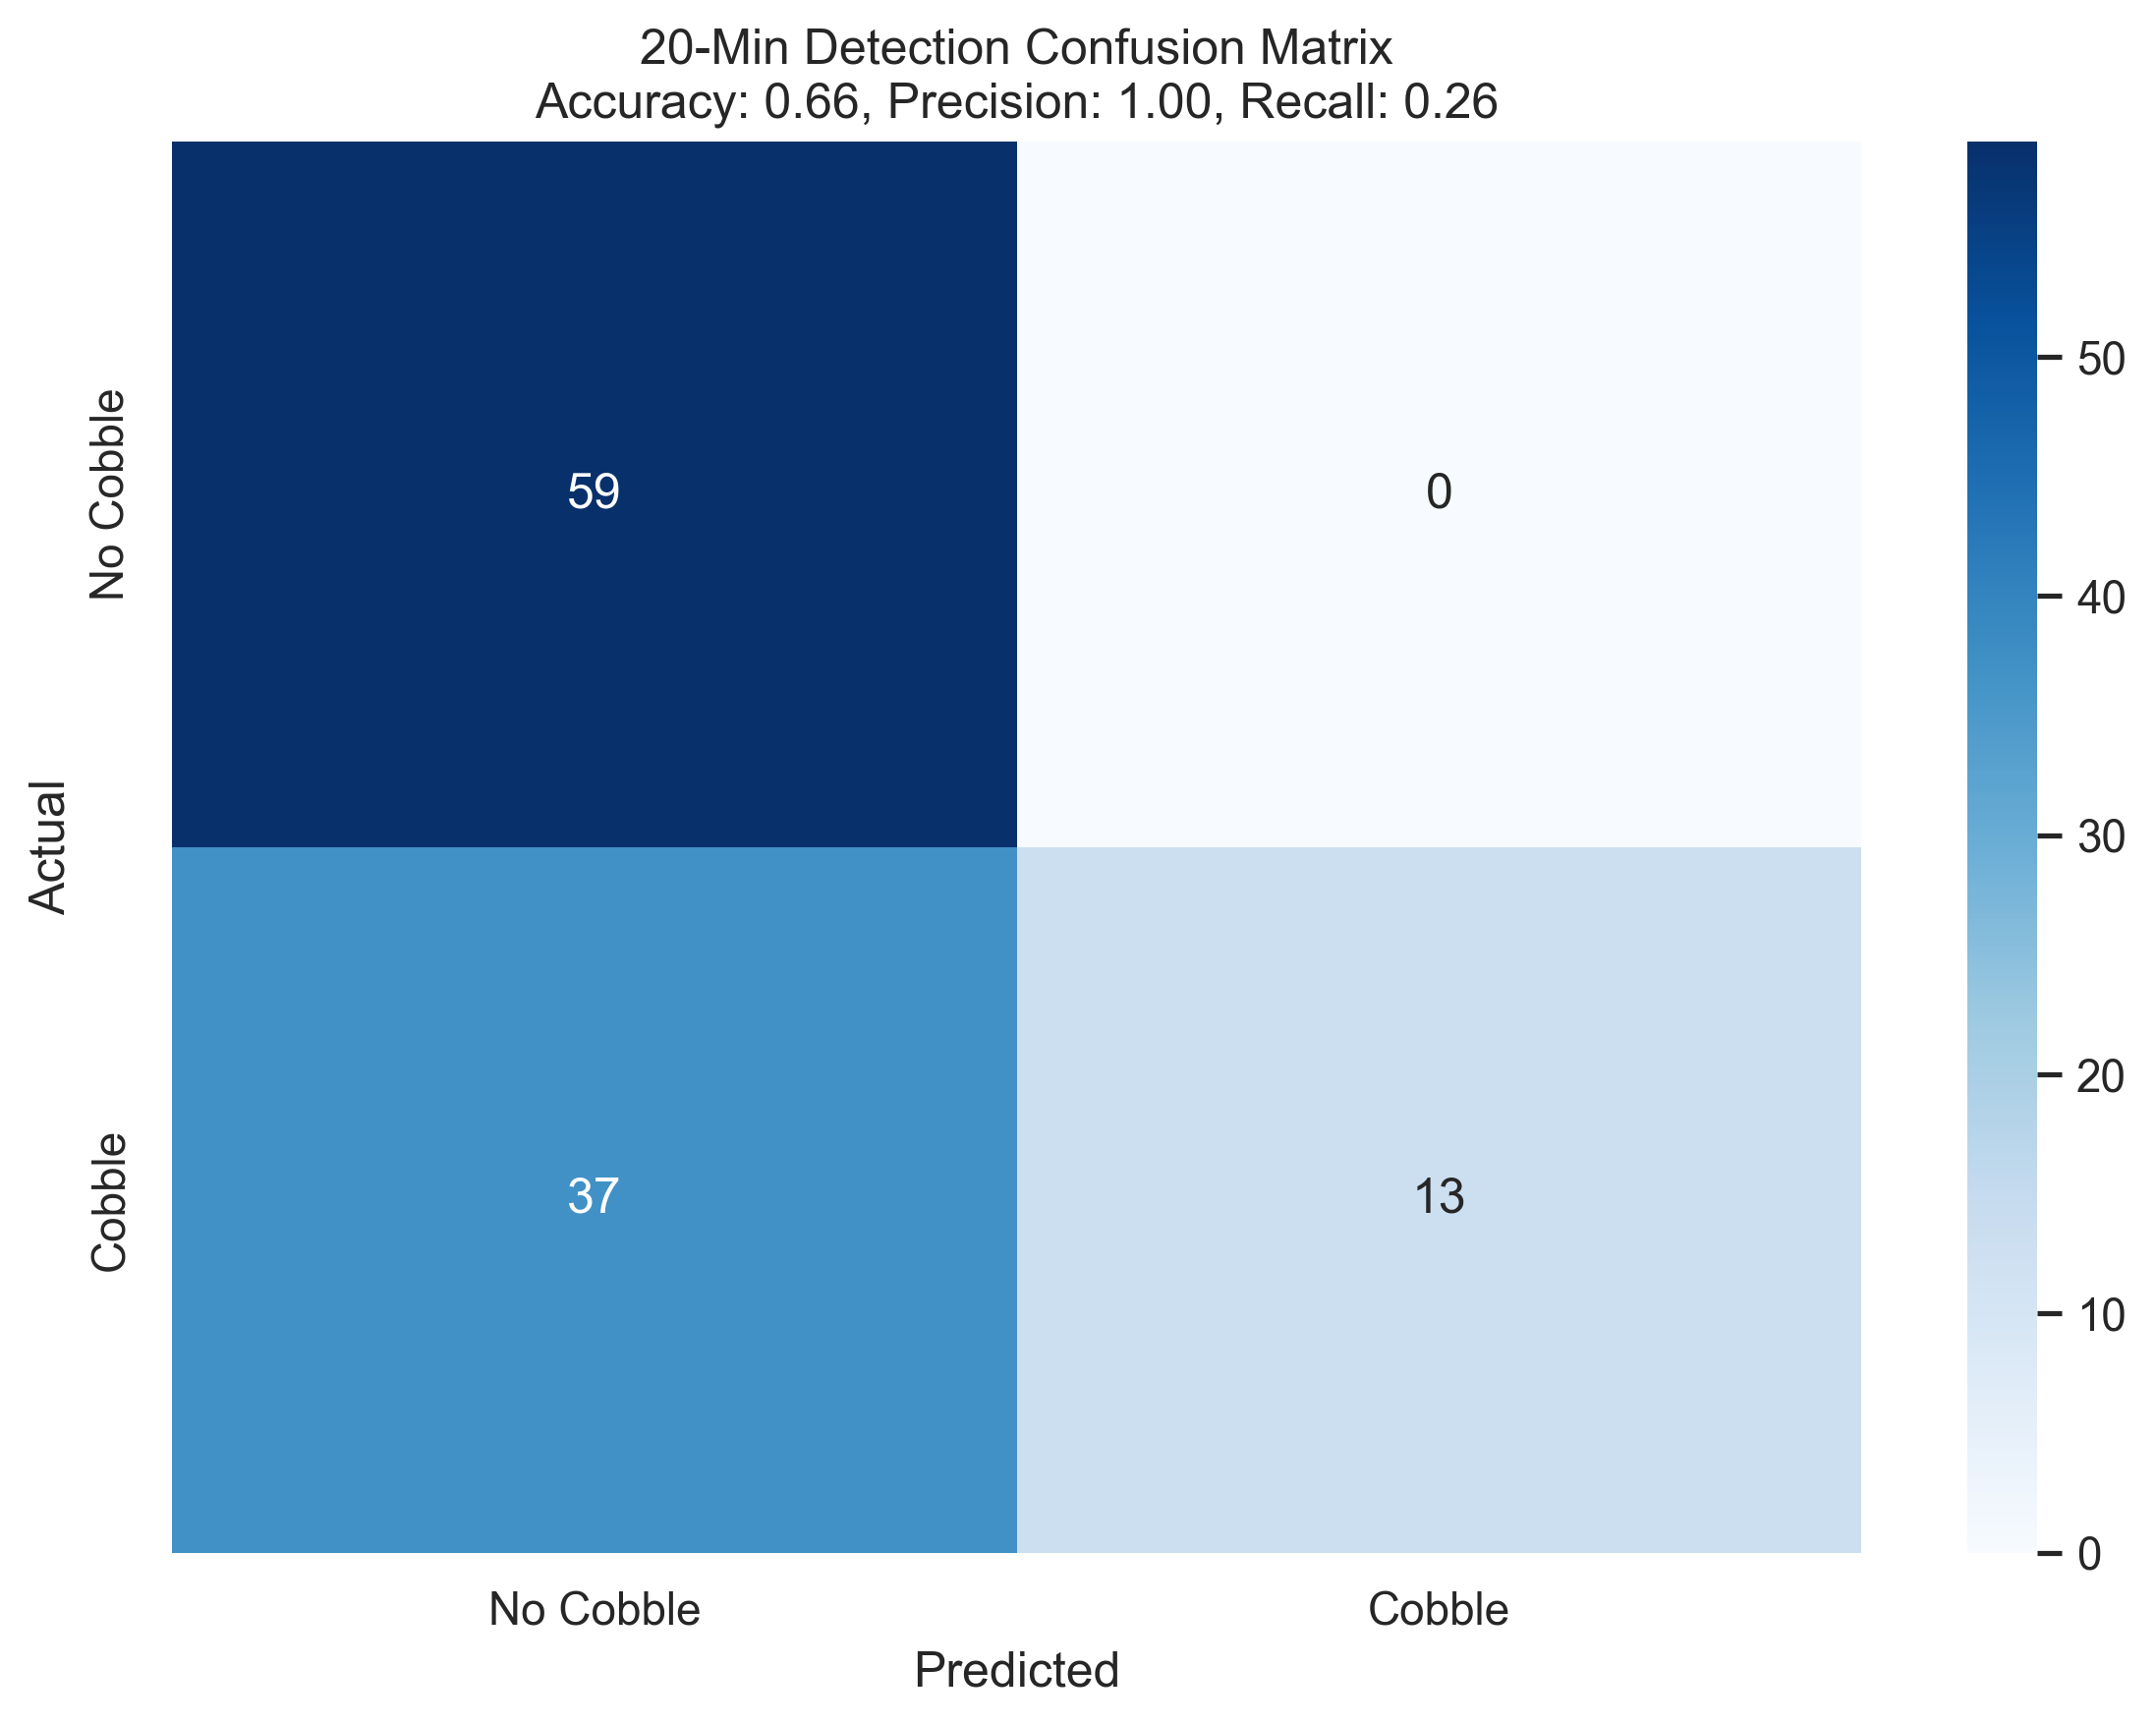 20-Min Detection Confusion Matrix
Accuracy: 0.66, Precision: 1.00, Recall: 0.26
Actual
No Cobble
Cobble
59
0
37
13
No Cobble
Cobble
Predicted
50
40
30
20
10
0